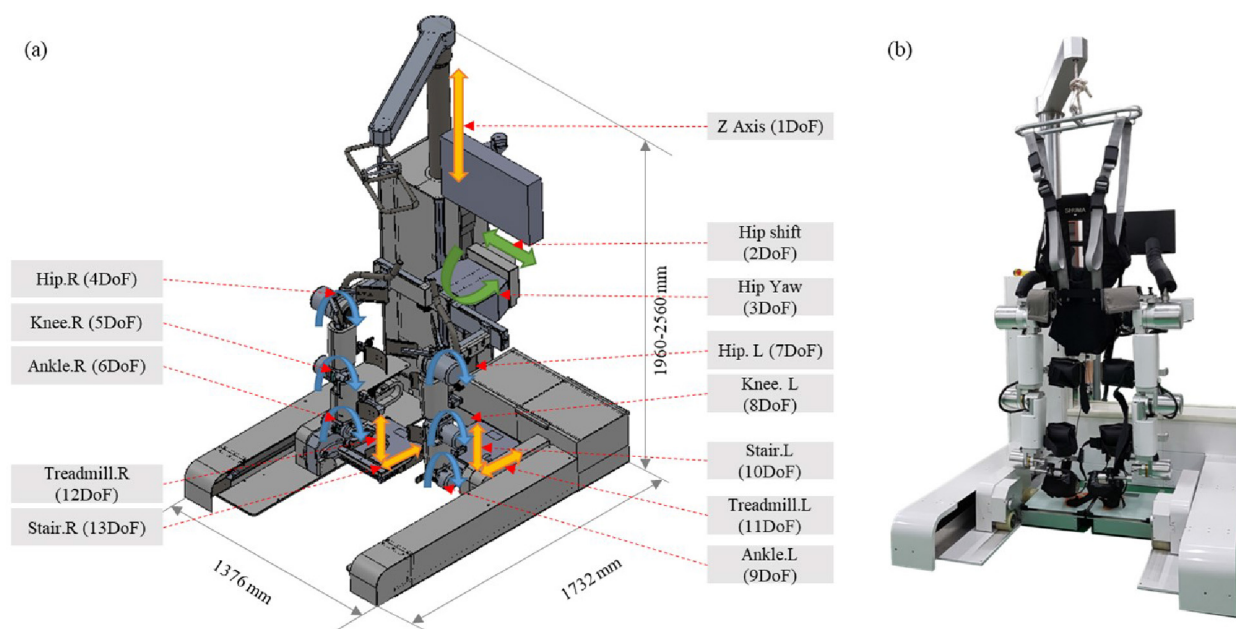 (a)
(b)
Z Axis (1DoF)
Hip shift
(2DoF)
Hip Yaw
(3DoF)
Hip. L (7DoF)
Knee. L
(8DoF)
Stair.L
(10DoF)
Treadmill.L
(11DoF)
Ankle.L
(9DoF)
Hip.R (4DoF)
Knee.R (5DoF)
Ankle.R (6DoF)
Treadmill.R
(12DoF)
Stair.R (13DoF)
1960-2560 mm
1376 mm
1732 mm